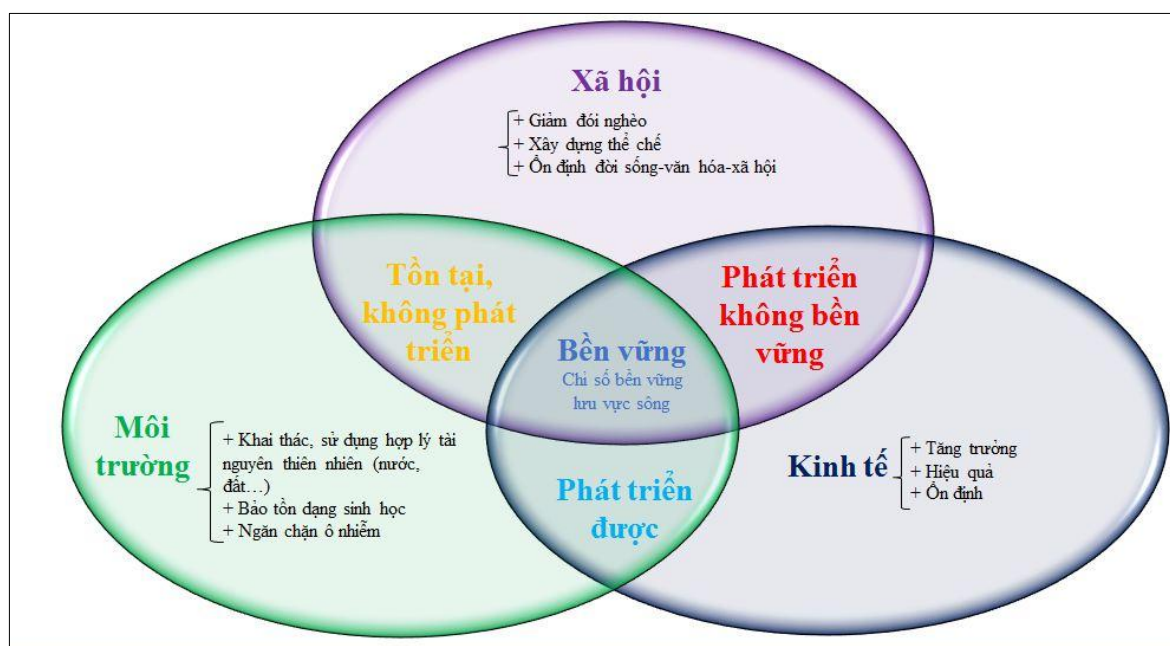 Xã hội
+ Giảm đói nghèo
+ Xây dựng thể chế
+ Ổn định đời sống-văn hóa-xã hội
Tồn tại,
không phát
triển
Phát triển
không bền
vững
Bền vững
Chỉ số bền vững
lưu vực sông
Môi
trường
+ Khai thác, sử dụng hợp lý tài
nguyên thiên nhiên (nước,
đất…)
+ Bảo tồn dạng sinh học
+ Ngăn chặn ô nhiễm
Phát triển
được
Kinh tế
+ Tăng trưởng
+ Hiệu quả
+ Ổn định